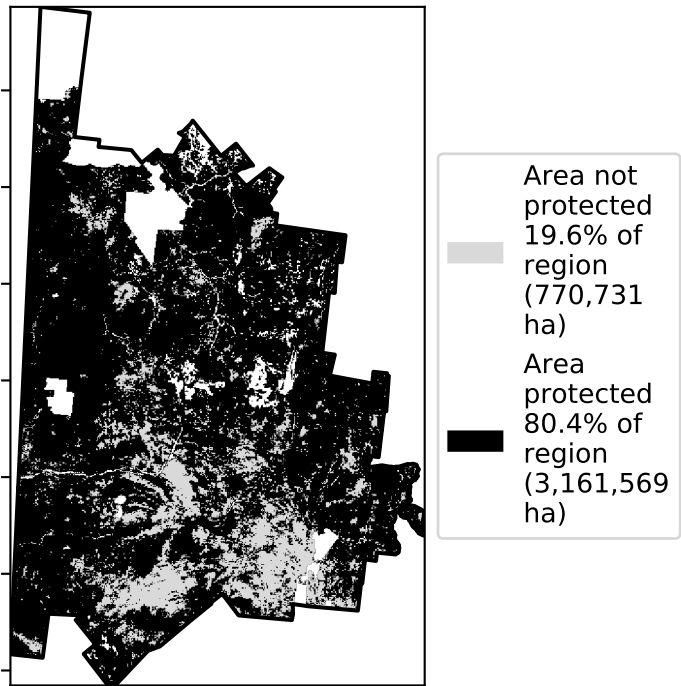 Area not
protected
19.6% of
region
(770,731
ha)
Area
protected
80.4% of
region
(3,161,569
ha)